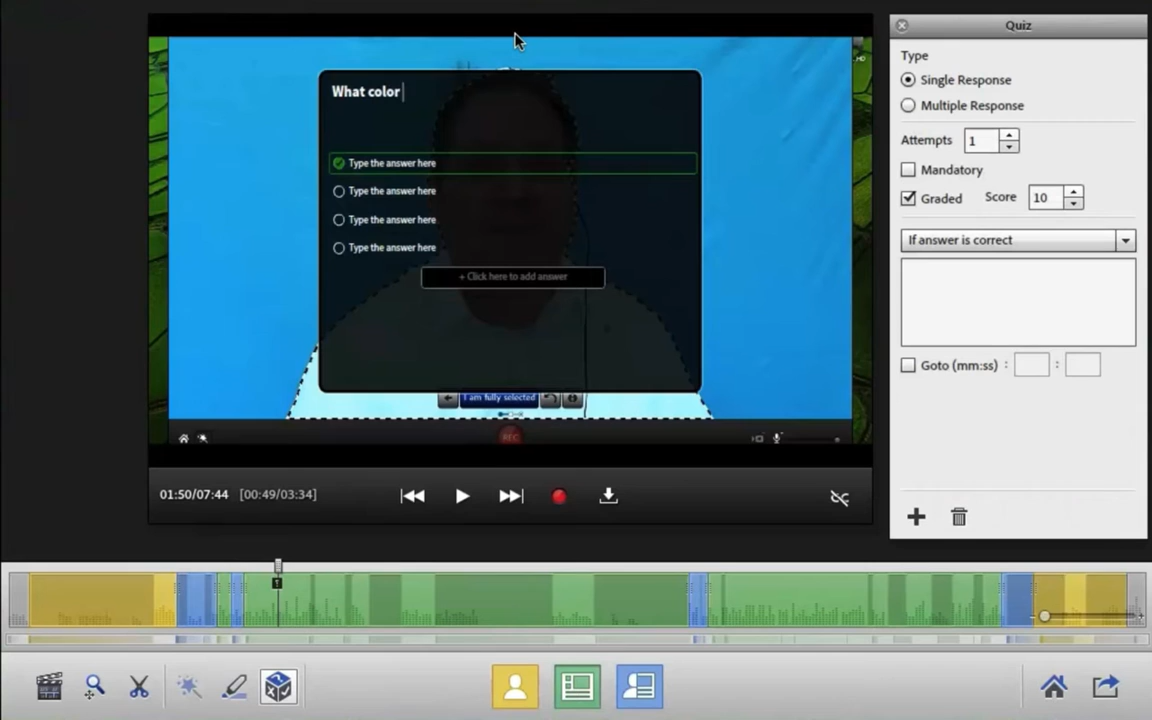 Quiz
Type
Single Response
Multiple Response
Attempts 1
Mandatory
Graded Score 10
If answer is correct
Goto (mm:ss) : :
What color
Type the answer here
Type the answer here
Type the answer here
Type the answer here
+ Click here to add answer
I am fully selected
REC
01:50/07:44 [00:49/03:34]